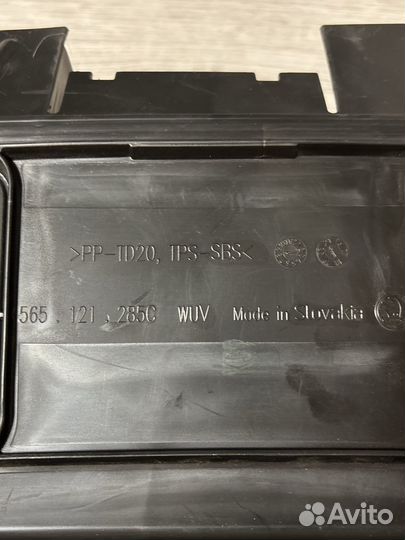 >PP-TD20, TPS-SBS<
565 . 121 . 285C WUV Made in Slovakia
Avito